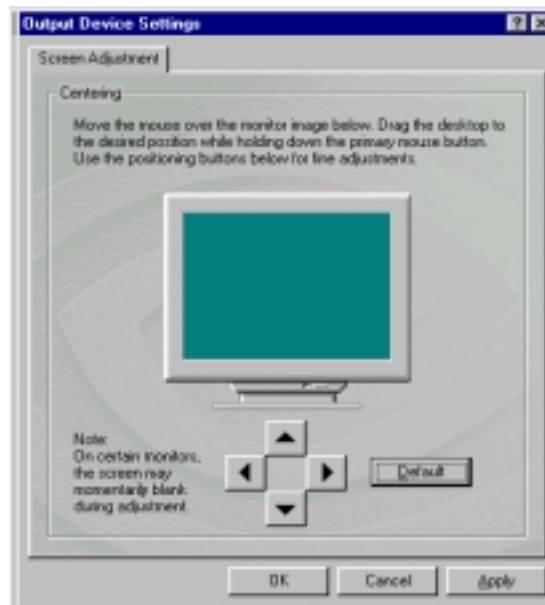 Output Device Settings
Screen Adjustment
Centering
Move the mouse over the monitor image below. Drag the desktop to
the desired position while holding down the primary mouse button.
Use the positioning buttons below for fine adjustments.
Note:
On certain monitors,
the screen may
momentarily blank
during adjustment
Default
OK
Cancel
Apply